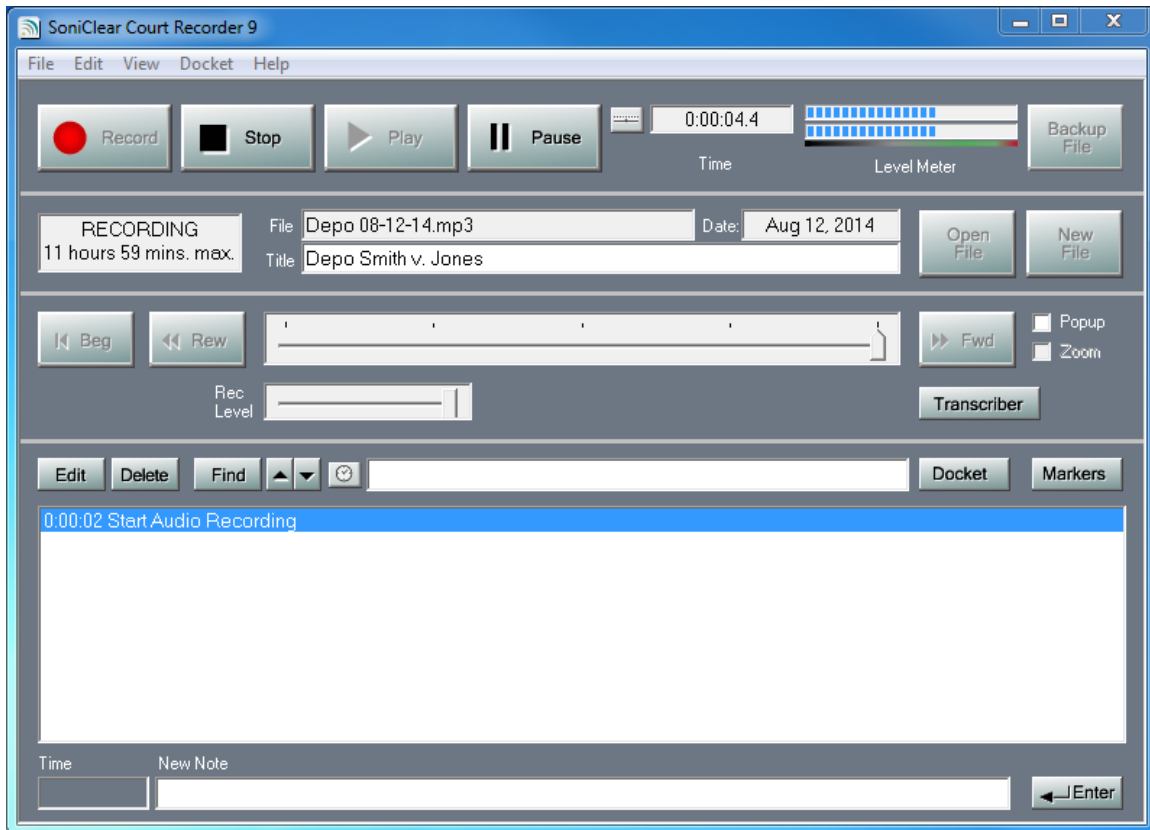 SoniClear Court Recorder 9
File Edit View Docket Help
Record Stop Play Pause 0:00:04.4 Backup File
Time Level Meter
RECORDING
11 hours 59 mins. max.
File Depo 08-12-14.mp3 Date: Aug 12, 2014
Title Depo Smith v. Jones
Open File New File
Beg Rew Fwd Popup
Zoom
Rec
Level
Transcriber
Edit Delete Find Docket Markers
0:00:02 Start Audio Recording
Time New Note
Enter